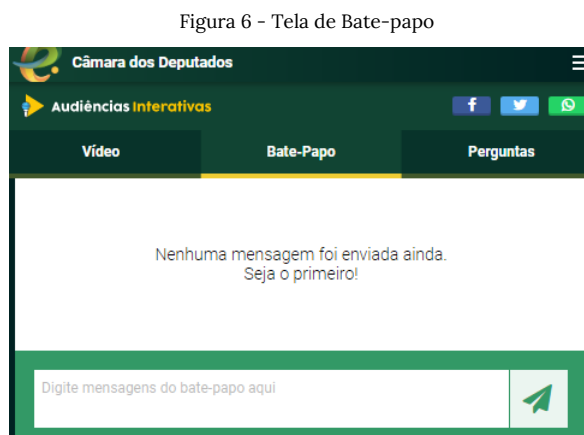 Figura 6 - Tela de Bate-papo
Câmara dos Deputados
Audiências Interativas
Vídeo
Bate-Papo
Perguntas
Nenhuma mensagem foi enviada ainda.
Seja o primeiro!
Digite mensagens do bate-papo aqui